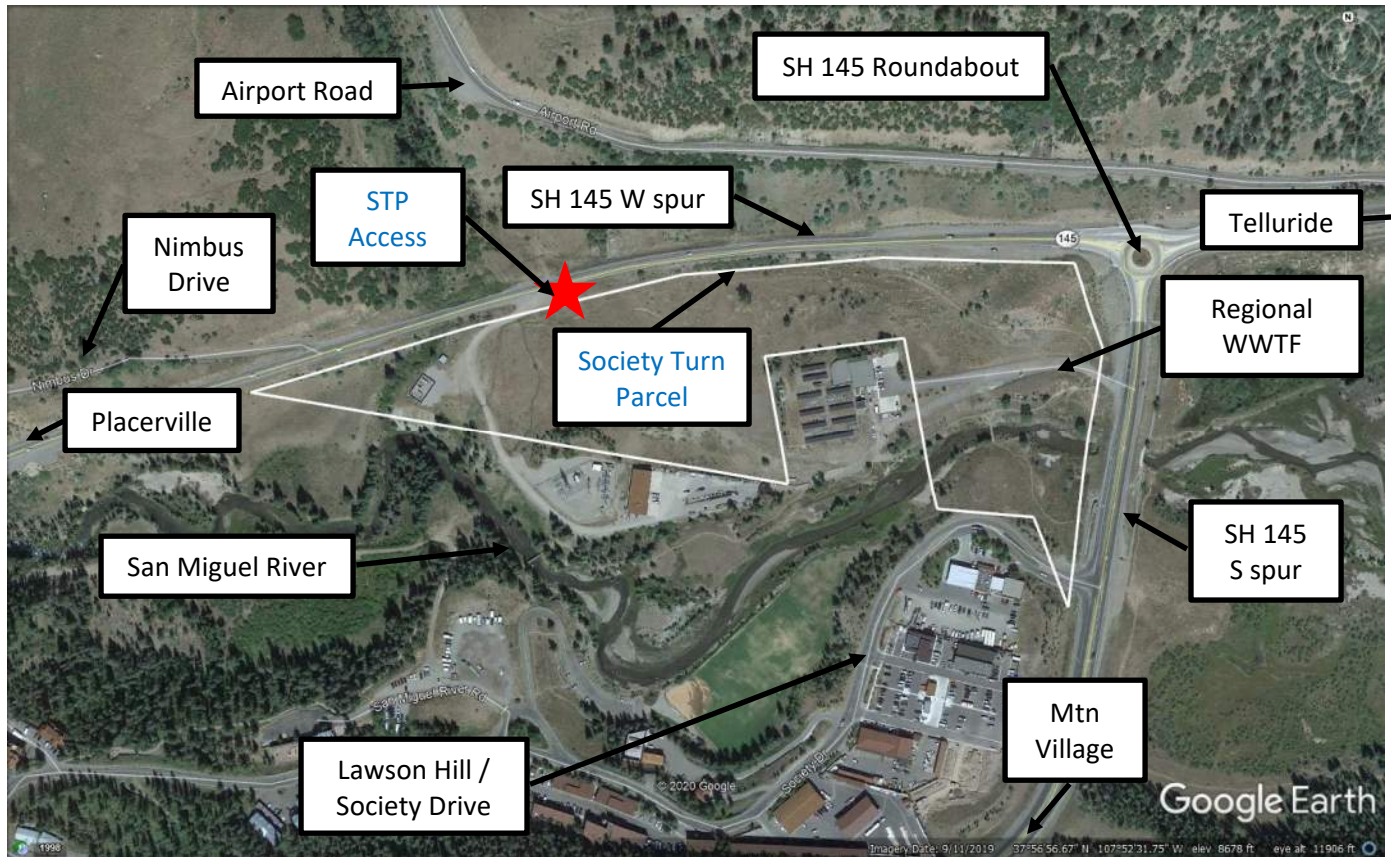 Airport Road
SH 145 Roundabout
Airport Rd
STP
Access
SH 145 W spur
145
Telluride
Nimbus
Drive
Regional
WWTF
Society Turn
Parcel
Nimbus Dr
Placerville
San Miguel River
SH 145
S spur
San Miguel River Rd
Mtn
Village
Lawson Hill /
Society Drive
Society Dr
© 2020 Google
Google Earth
1998
Imagery Date: 9/11/2019 37°56'56.67" N 107°52'31.75" W elev 8678 ft eye at 11906 ft
N